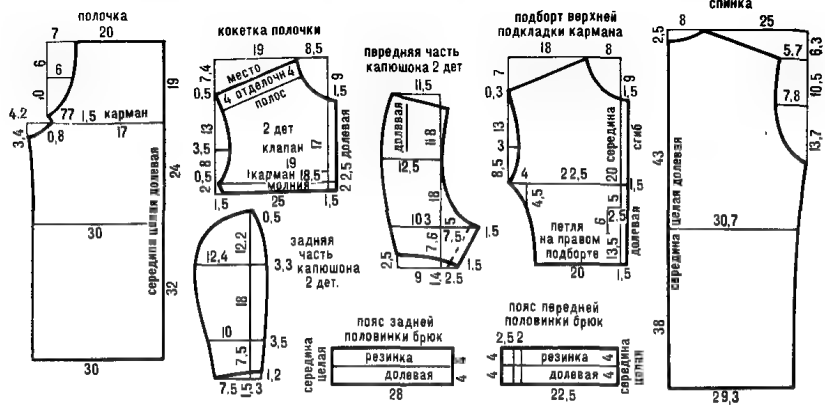 полочка
7 20
6
6
10
19
77 1,5 карман
4.2
3,4
0,8
17
24
середина целая долевая
30
32
30
кокетка полочки
19 8,5
7.4
место
4 отделочн 4
полос
0,5
1,9
13
2 дет
клапан
17
долевая
3,5
8
19
карман 18,5
молния
0,5
2
2 2,5
1,5 25 1,5
передняя часть
капюшона 2 дет
11,5
долевая
18
12,5
18
10 3
5
7.6
7.5
1.5
2,5
9 1,4 2.5
1.5
подборт верхней
подкладки кармана
18 8
7
0,3
1,9
13
3
8,5
середина
сгиб
4 22,5 20
1,5
4,5
5
2.5
6
петля
на правом
подборте
13,5
долевая
20 1,5
спинка
8 25
2,5
5.7
6,3
10,5
7,8
13,7
43
середина целая долевая
30,7
38
29,3
0,5
12.2
12,4
3,3
задняя
часть
капюшона
2 дет.
18
10
3,5
7,5
1,2
7.5 1,5 3
пояс задней
половинки брюк
середина
целая
резинка 4
долевая 4
28
пояс передней
половинки брюк
2,5 2
4 резинка 4
4 долевая 4
середина
целая
22,5